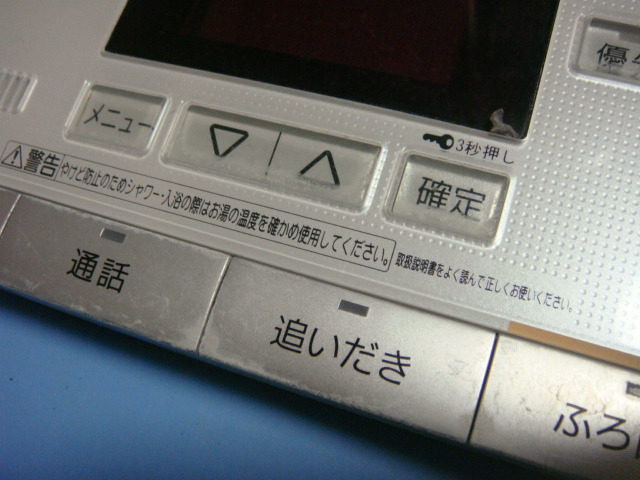 メニュー
3秒押し
確定
警告 やけど防止のためシャワー・入浴の際はお湯の温度を確かめ使用してください。
取扱説明書をよく読んで正しくお使いください。
通話
追いだき
ふろ